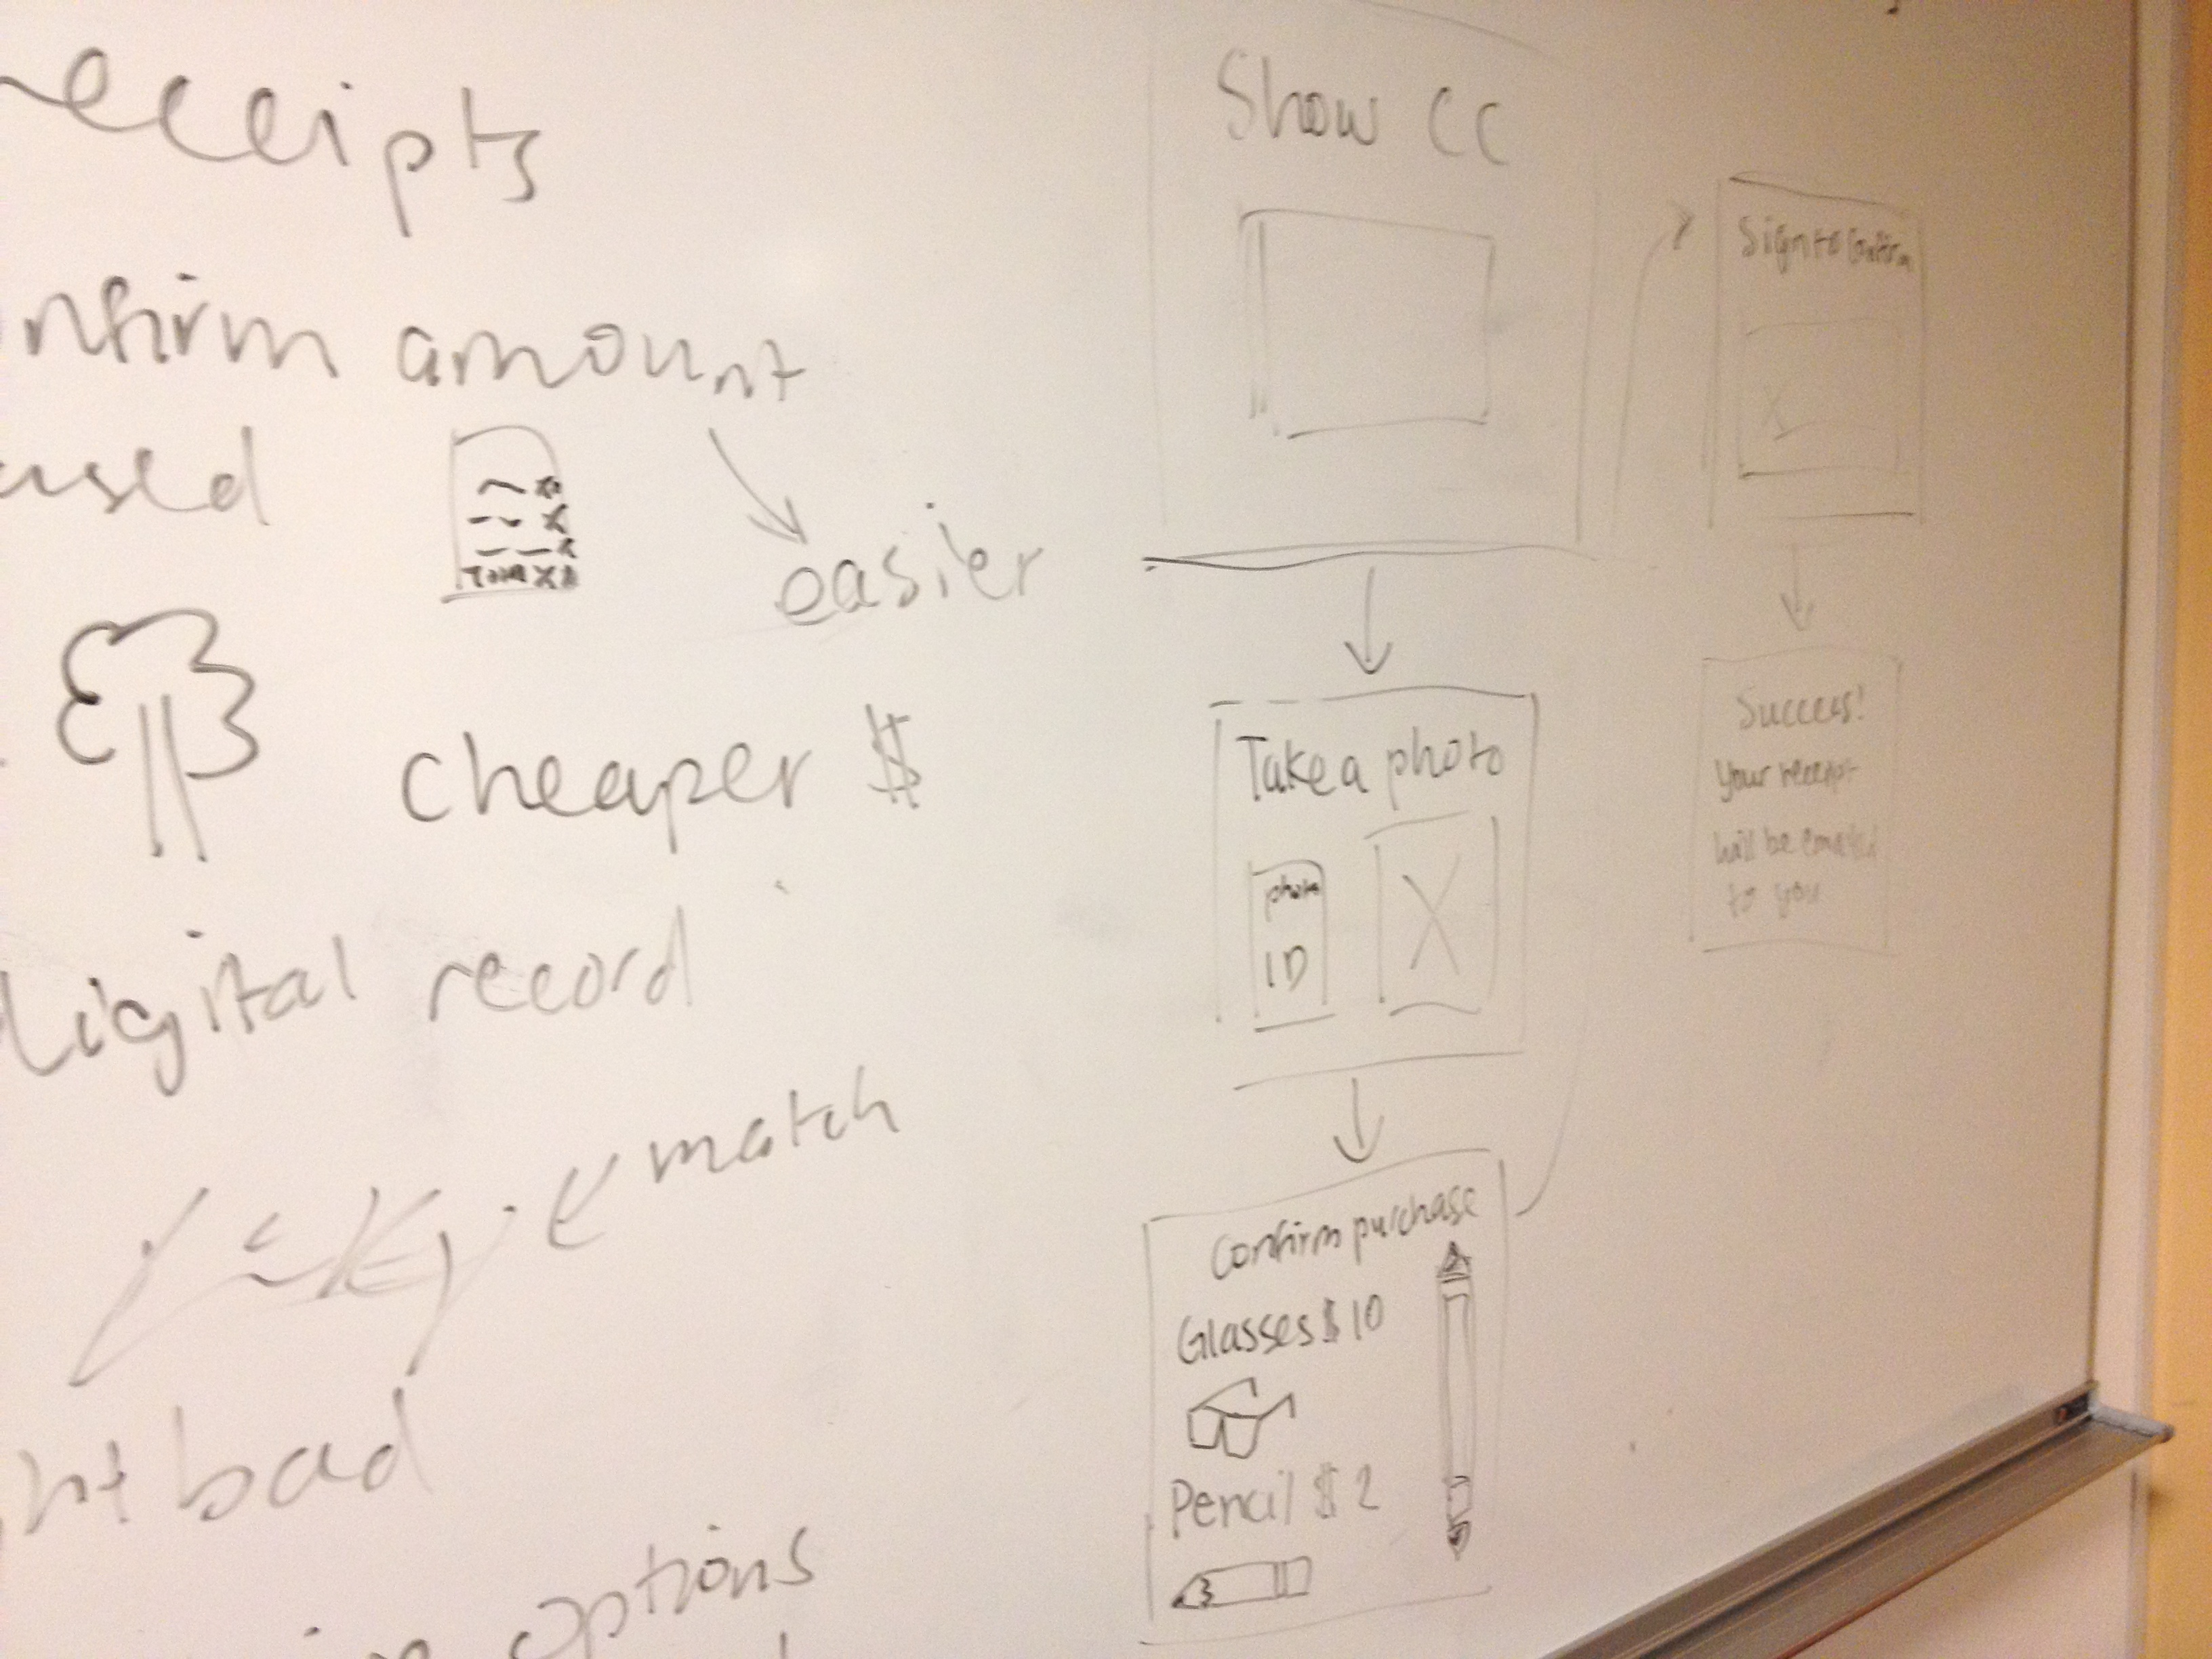 receipts
nfirm amount
used
Total
easier
cheaper $
digital record
match
ht bad
options
Show CC
Take a photo
photo
ID
X
Confirm purchase
Glasses $10
Pencil $2
Sign to Confirm
X
Success!
Your receipt
will be emailed
to you